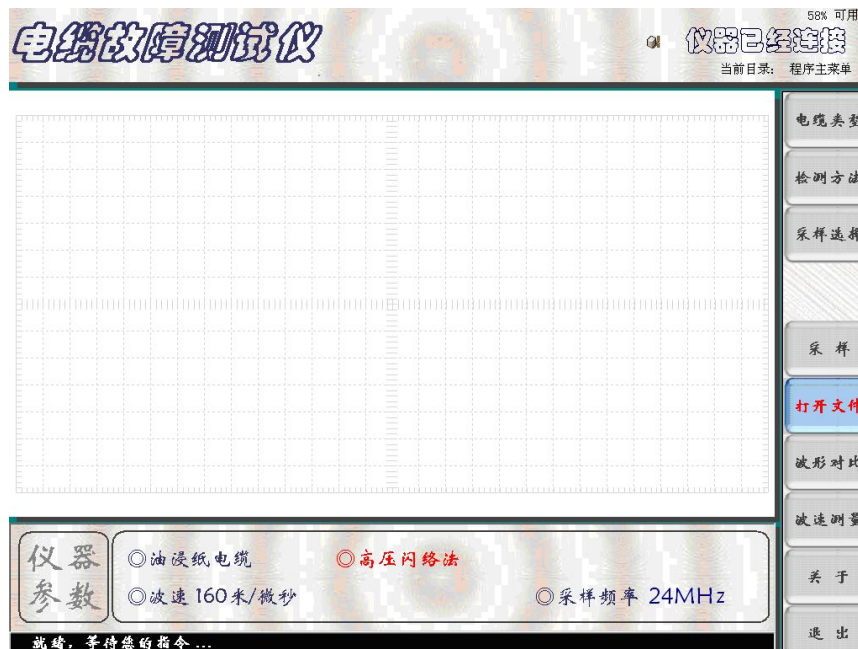 58% 可用
电缆故障测试仪
仪器已经连接
当前目录: 程序主菜单
电缆类型
检测方法
采样选择
采 样
打开文件
波形对比
波速测量
关 于
退 出
仪器
参数
◎油浸纸电缆
◎高压闪络法
◎波速160米/微秒
◎采样频率 24MHz
就绪，等待您的指令...